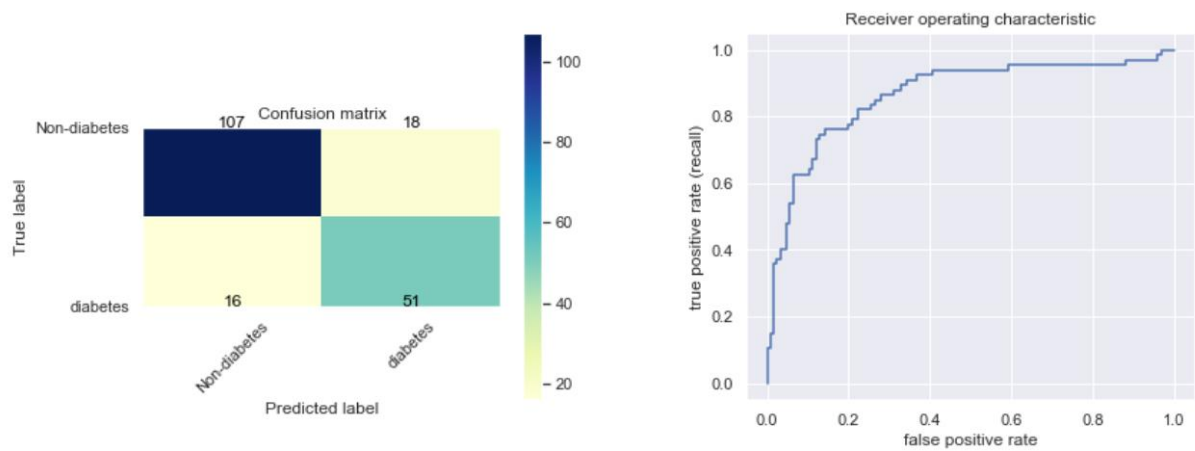 Confusion matrix
Non-diabetes
107
18
True label
diabetes
16
51
Non-diabetes
diabetes
Predicted label
100
80
60
40
20
Receiver operating characteristic
true positive rate (recall)
1.0
0.8
0.6
0.4
0.2
0.0
0.0 0.2 0.4 0.6 0.8 1.0
false positive rate